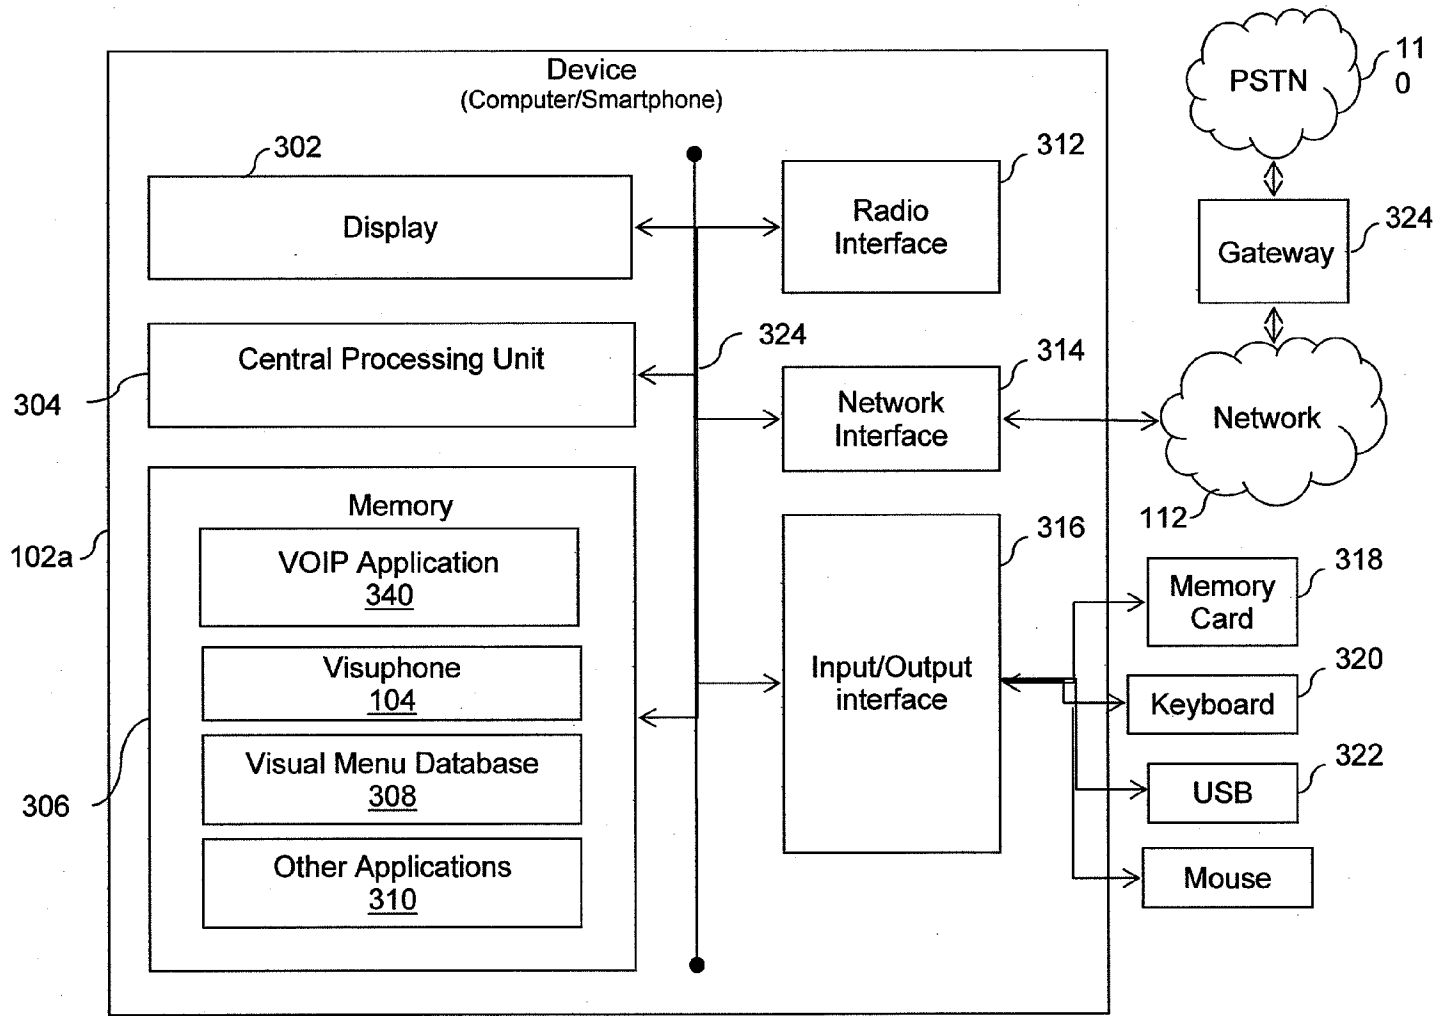 Device
(Computer/Smartphone)
PSTN
11
0
302
312
Display
Radio
Interface
Gateway
324
324
314
Central Processing Unit
304
Network
Interface
Network
112
Memory
316
102a
VOIP Application
340
318
Memory
Card
Visuphone
104
Input/Output
interface
320
Keyboard
Visual Menu Database
308
306
322
USB
Other Applications
310
Mouse